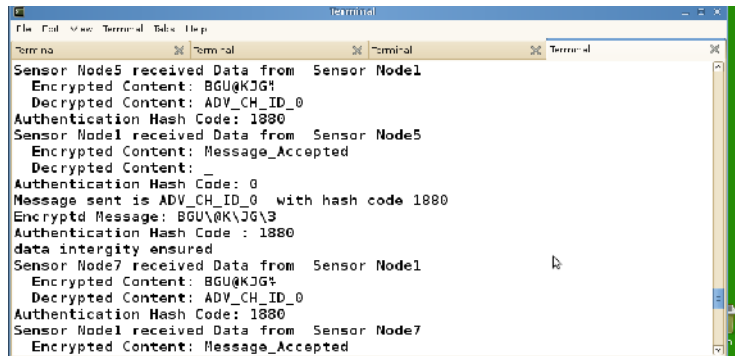 Terminal
File Edit View Terminal Tabs Help
Terminal Terminal Terminal Terminal
Sensor Node5 received Data from Sensor Node1
Encrypted Content: BGU@KJG%
Decrypted Content: ADV_CH_ID_0
Authentication Hash Code: 1880
Sensor Node1 received Data from Sensor Node5
Encrypted Content: Message_Accepted
Decrypted Content: _
Authentication Hash Code: 0
Message sent is ADV_CH_ID_0 with hash code 1880
Encryptd Message: BGU\@K\JG\3
Authentication Hash Code : 1880
data intergity ensured
Sensor Node7 received Data from Sensor Node1
Encrypted Content: BGU@KJG%
Decrypted Content: ADV_CH_ID_0
Authentication Hash Code: 1880
Sensor Node1 received Data from Sensor Node7
Encrypted Content: Message_Accepted